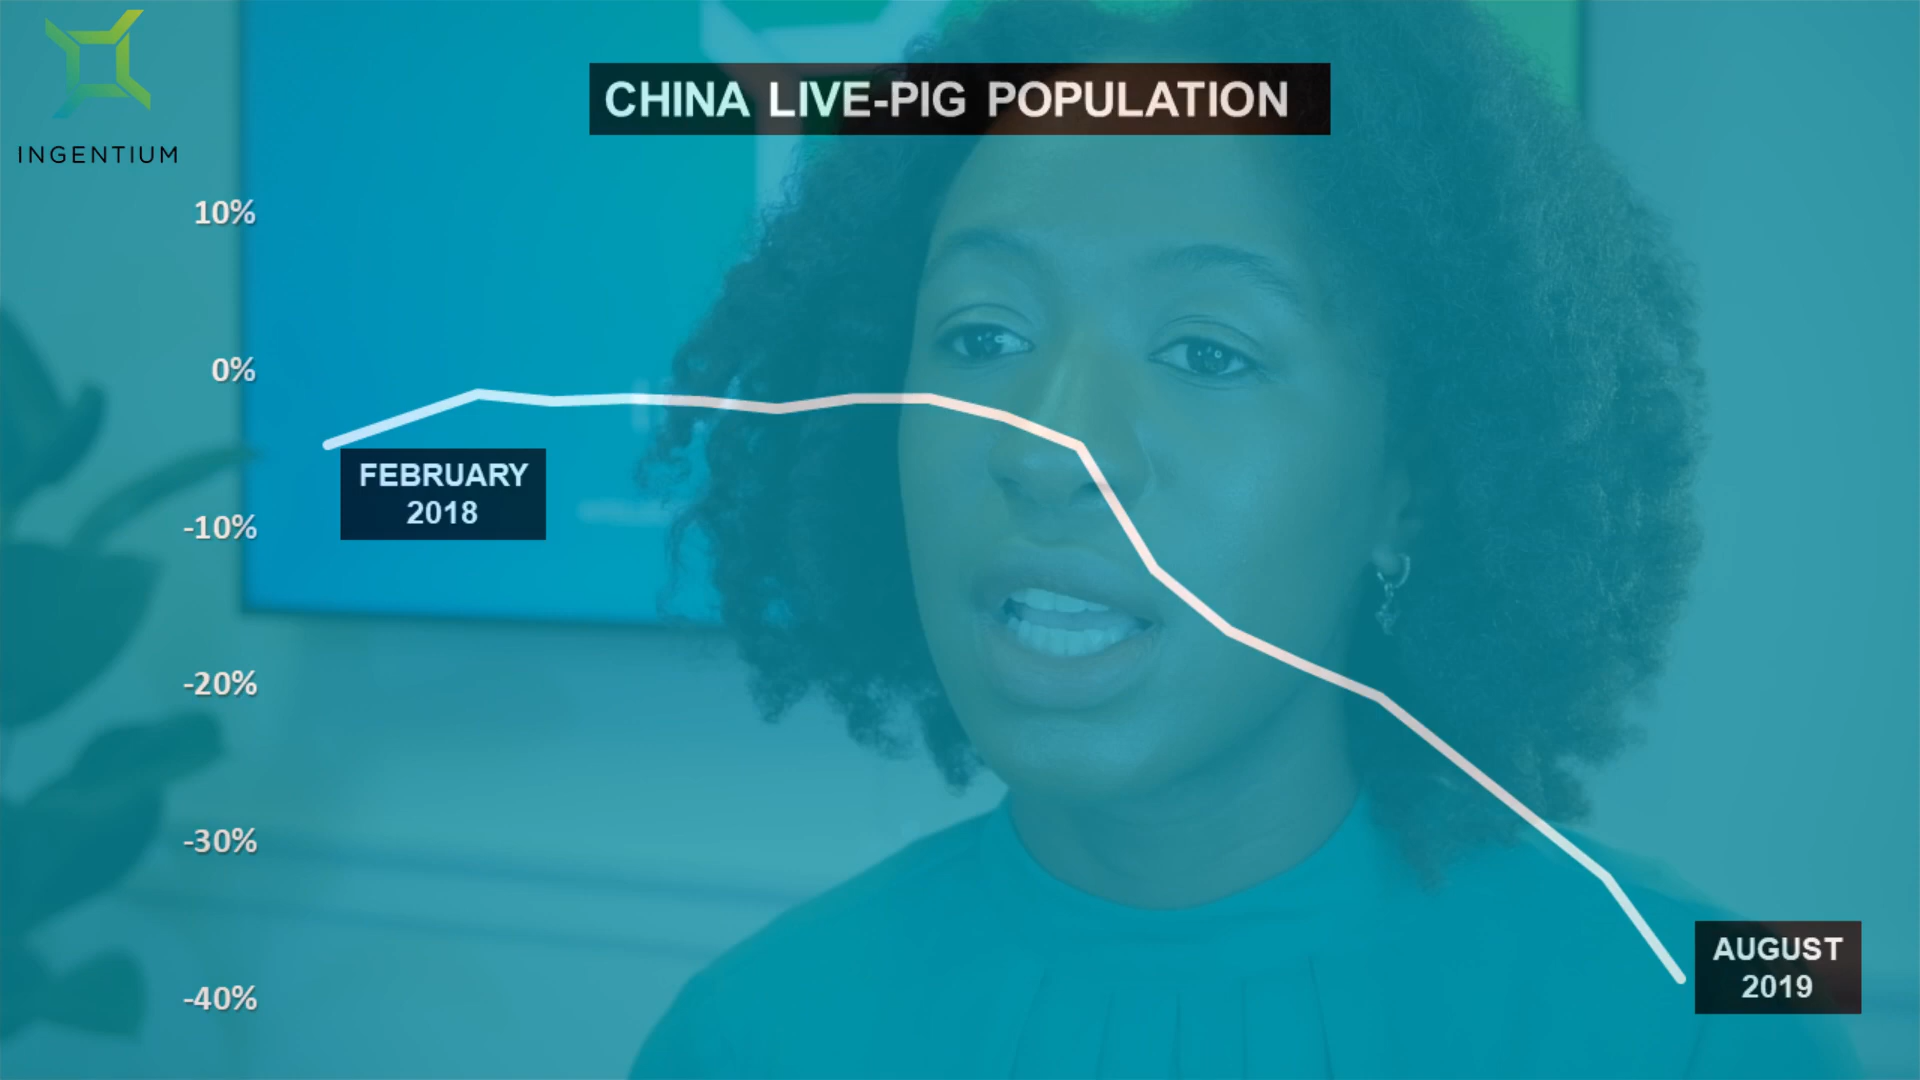 INGENTIUM
CHINA LIVE-PIG POPULATION
10%
0%
-10%
-20%
-30%
-40%
FEBRUARY
2018
AUGUST
2019